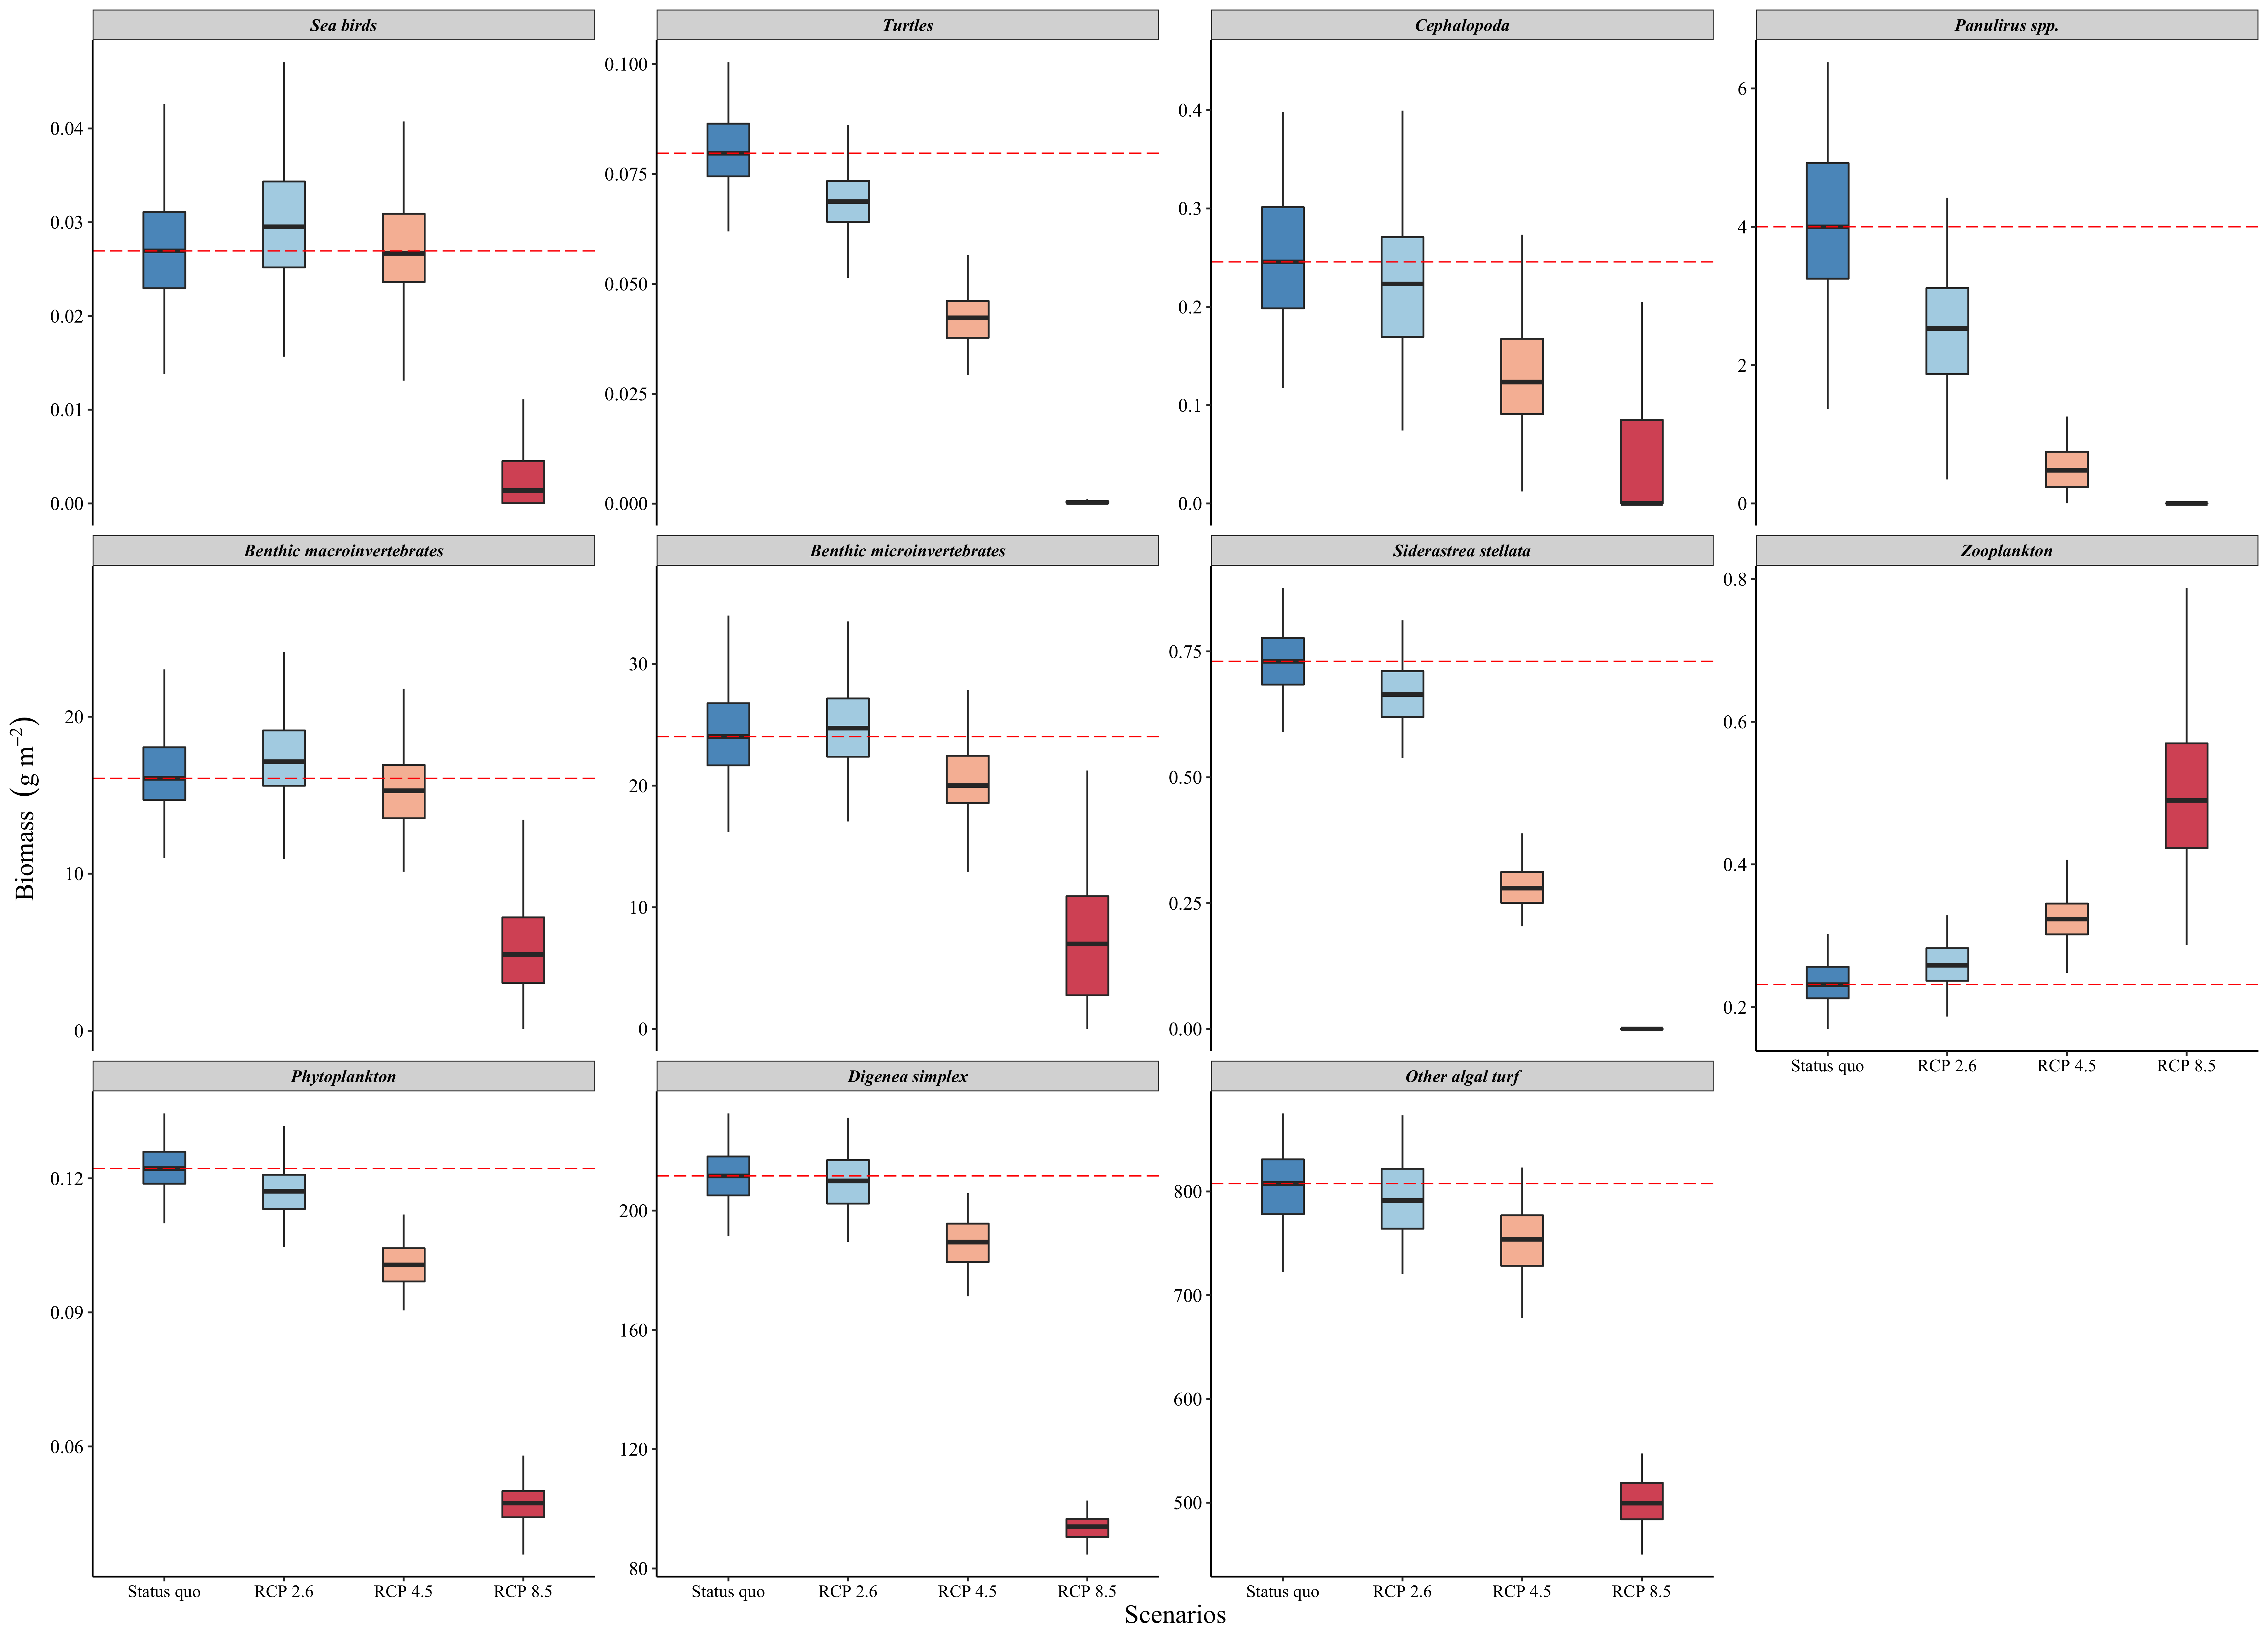 Sea birds
Turtles
Cephalopoda
Panulirus spp.
0.04
0.03
0.02
0.01
0.00
0.100
0.075
0.050
0.025
0.000
0.4
0.3
0.2
0.1
0.0
6
4
2
0
Benthic macroinvertebrates
Benthic microinvertebrates
Siderastrea stellata
Zooplankton
20
10
0
30
20
10
0
0.75
0.50
0.25
0.00
0.8
0.6
0.4
0.2
Status quo RCP 2.6 RCP 4.5 RCP 8.5
Biomass (g m⁻²)
Phytoplankton
Digenea simplex
Other algal turf
0.12
0.09
0.06
200
160
120
80
800
700
600
500
Status quo RCP 2.6 RCP 4.5 RCP 8.5
Status quo RCP 2.6 RCP 4.5 RCP 8.5
Status quo RCP 2.6 RCP 4.5 RCP 8.5
Scenarios